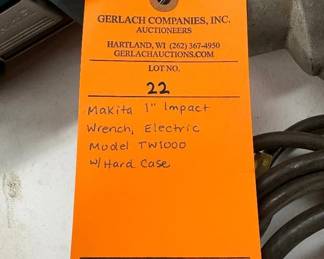 GERLACH COMPANIES, INC.
AUCTIONEERS
HARTLAND, WI (262) 367-4950
GERLACHAUCTIONS.COM
LOT NO.
22
Makita 1" Impact
Wrench, Electric
Model TW1000
W/ Hard Case